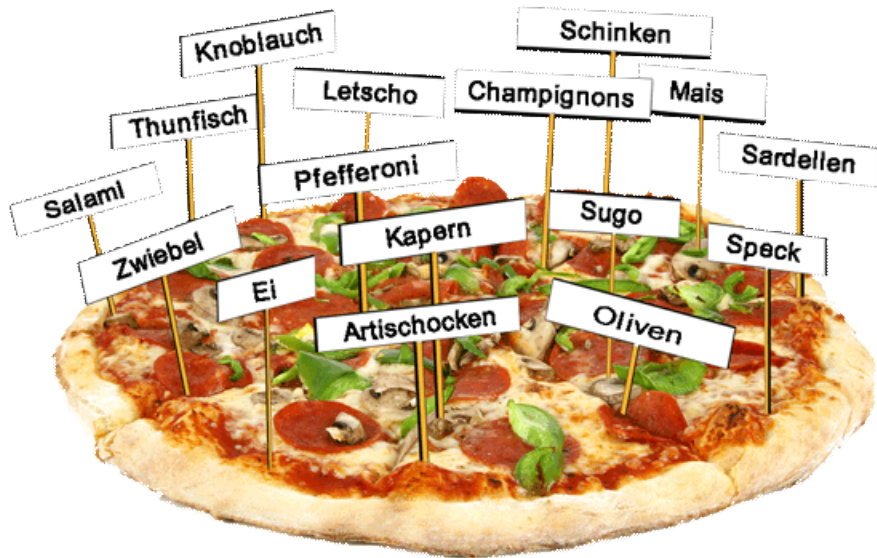 Knoblauch
Schinken
Letscho
Champignons
Mais
Thunfisch
Sardellen
Pfefferoni
Salami
Kapern
Sugo
Zwiebel
Speck
Ei
Artischocken
Oliven